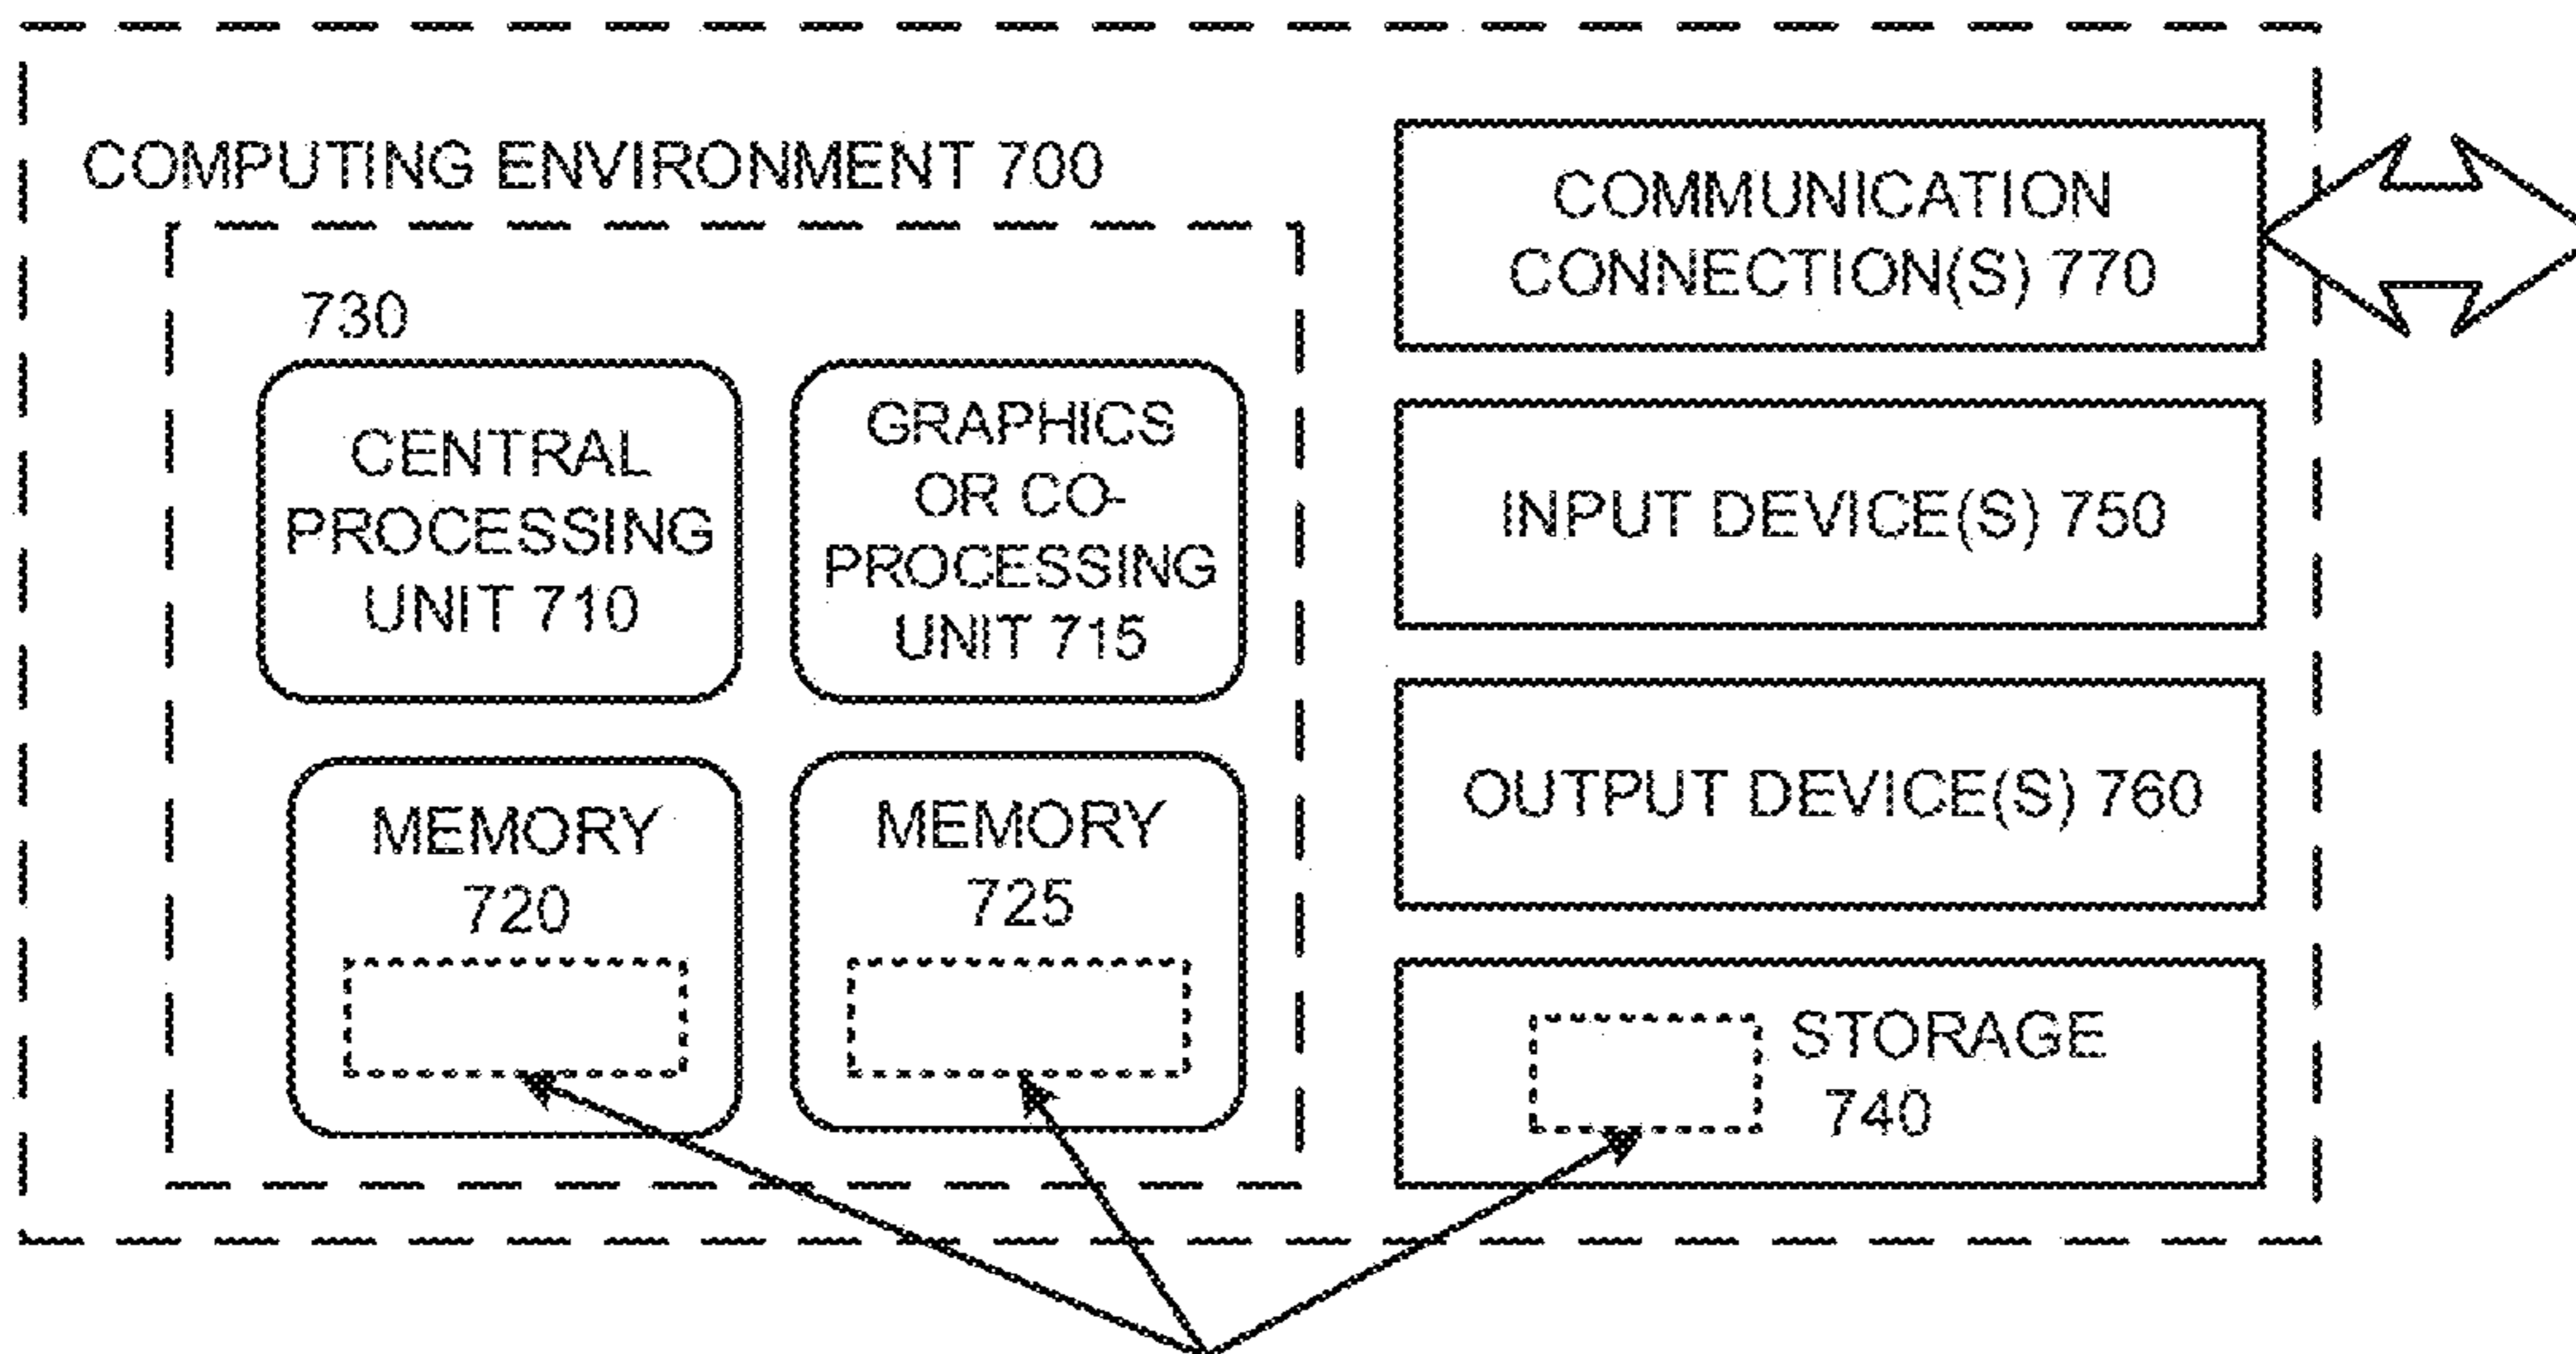 COMPUTING ENVIRONMENT 700
730
CENTRAL
PROCESSING
UNIT 710
GRAPHICS
OR CO-
PROCESSING
UNIT 715
MEMORY
720
MEMORY
725
COMMUNICATION
CONNECTION(S) 770
INPUT DEVICE(S) 750
OUTPUT DEVICE(S) 760
STORAGE
740